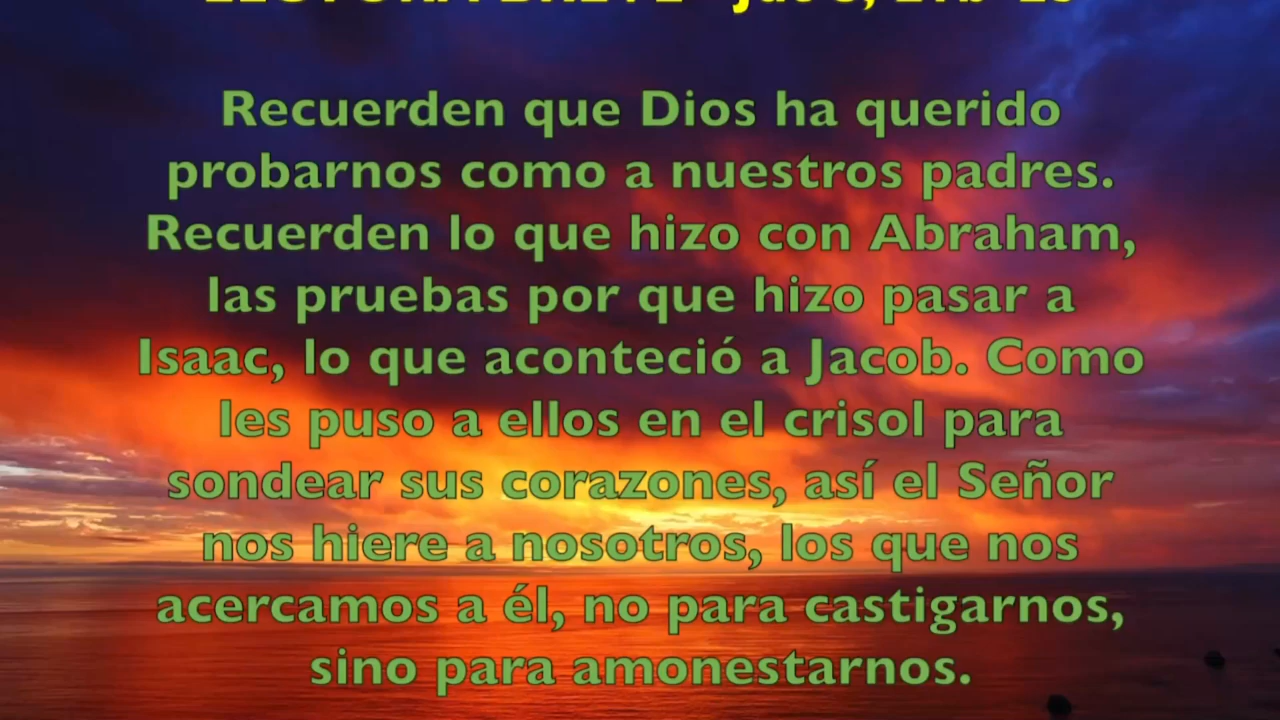 Recuerden que Dios ha querido
probarnos como a nuestros padres.
Recuerden lo que hizo con Abraham,
las pruebas por que hizo pasar a
Isaac, lo que aconteció a Jacob. Como
les puso a ellos en el crisol para
sondear sus corazones, así el Señor
nos hiere a nosotros, los que nos
acercamos a él, no para castigarnos,
sino para amonestarnos.